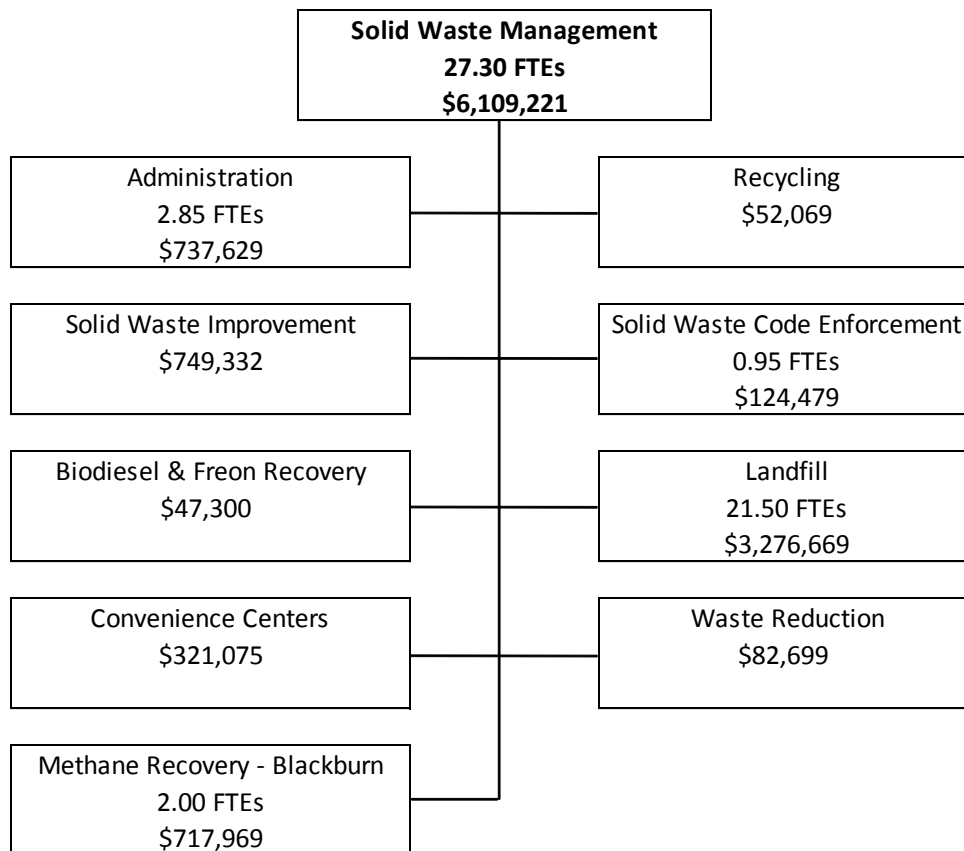 Solid Waste Management
27.30 FTEs
$6,109,221
Administration
2.85 FTEs
$737,629
Recycling
$52,069
Solid Waste Improvement
$749,332
Solid Waste Code Enforcement
0.95 FTEs
$124,479
Biodiesel & Freon Recovery
$47,300
Landfill
21.50 FTEs
$3,276,669
Convenience Centers
$321,075
Waste Reduction
$82,699
Methane Recovery - Blackburn
2.00 FTEs
$717,969